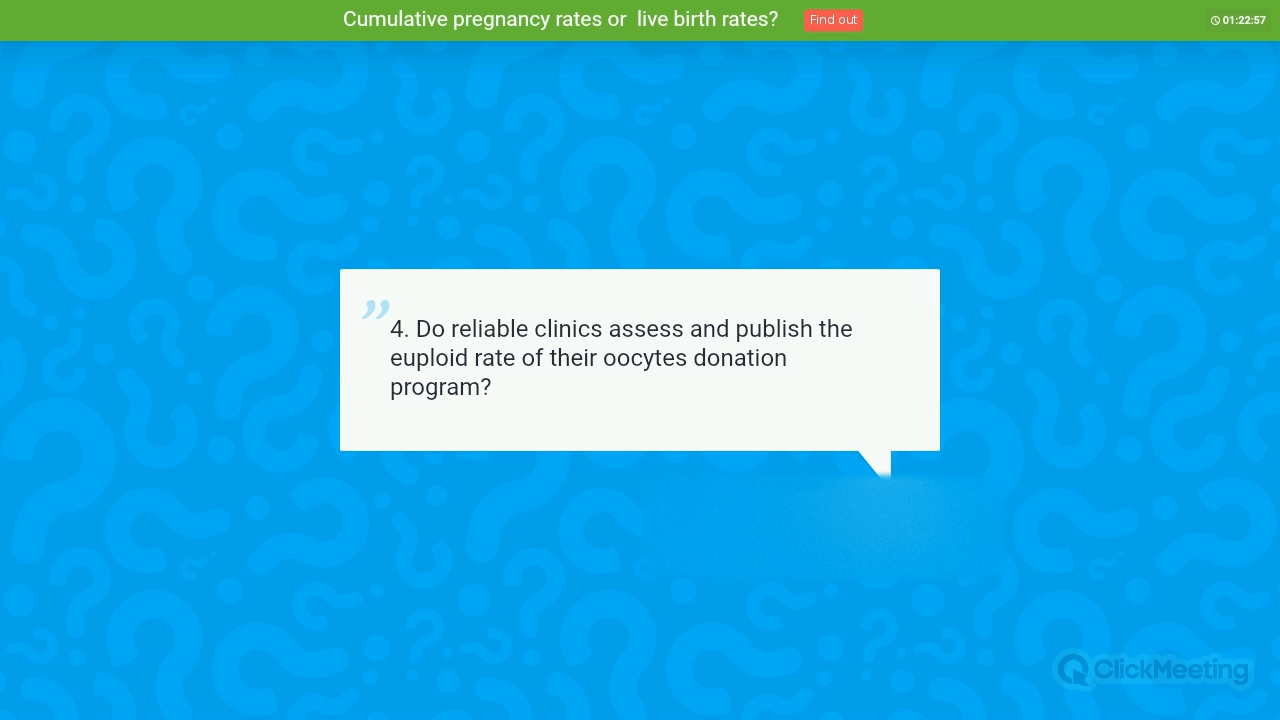 Cumulative pregnancy rates or  live birth rates?
Find out
01:22:57
” 4. Do reliable clinics assess and publish the
euploid rate of their oocytes donation
program?
ClickMeeting